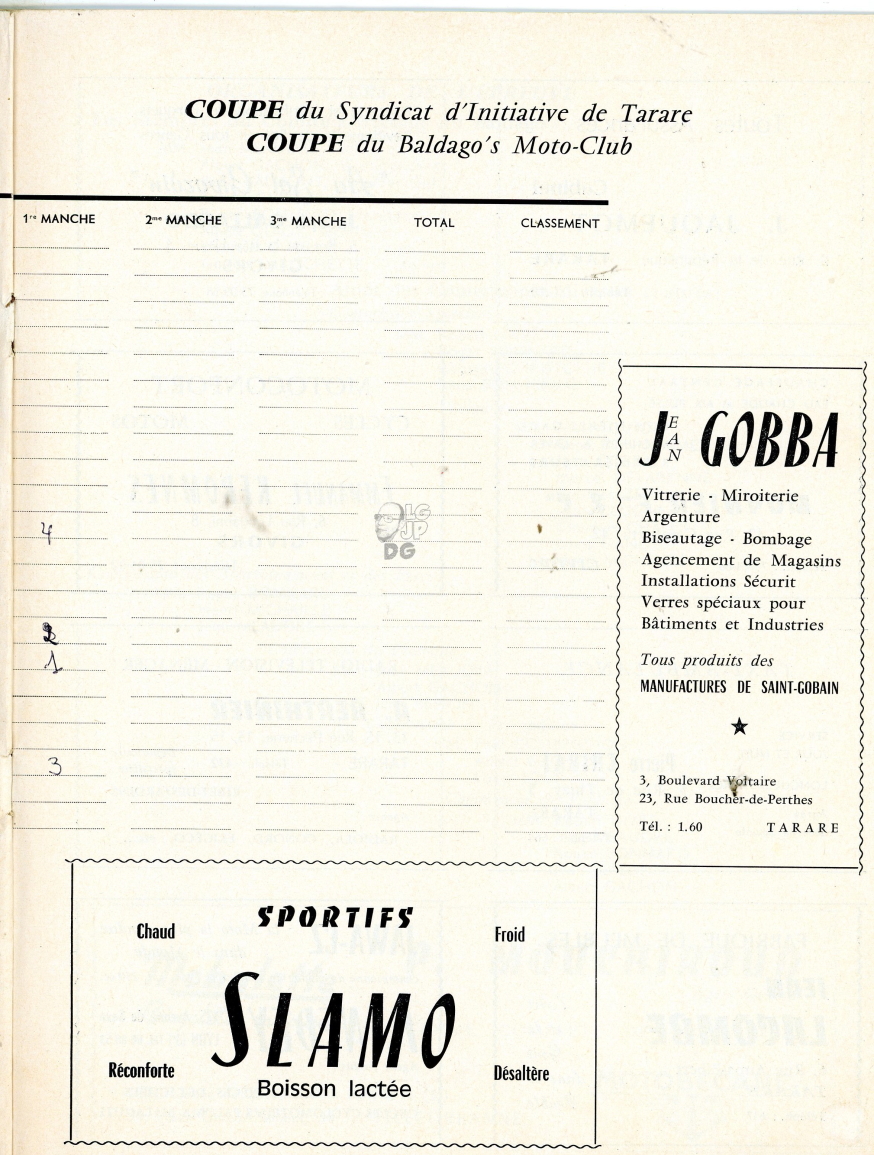 COUPE du Syndicat d'Initiative de Tarare
COUPE du Baldago's Moto-Club
1re MANCHE 2me MANCHE 3me MANCHE TOTAL CLASSEMENT
4
1
3
LG
JP
DG
JEAN GOBBA
Vitrerie - Miroiterie
Argenture
Biseautage - Bombage
Agencement de Magasins
Installations Sécurit
Verres spéciaux pour
Bâtiments et Industries
Tous produits des
MANUFACTURES DE SAINT-GOBAIN
3, Boulevard Voltaire
23, Rue Boucher-de-Perthes
Tél. : 1.60 TARARE
SPORTIFS
Chaud Froid
SLAMO
Réconforte Désaltère
Boisson lactée